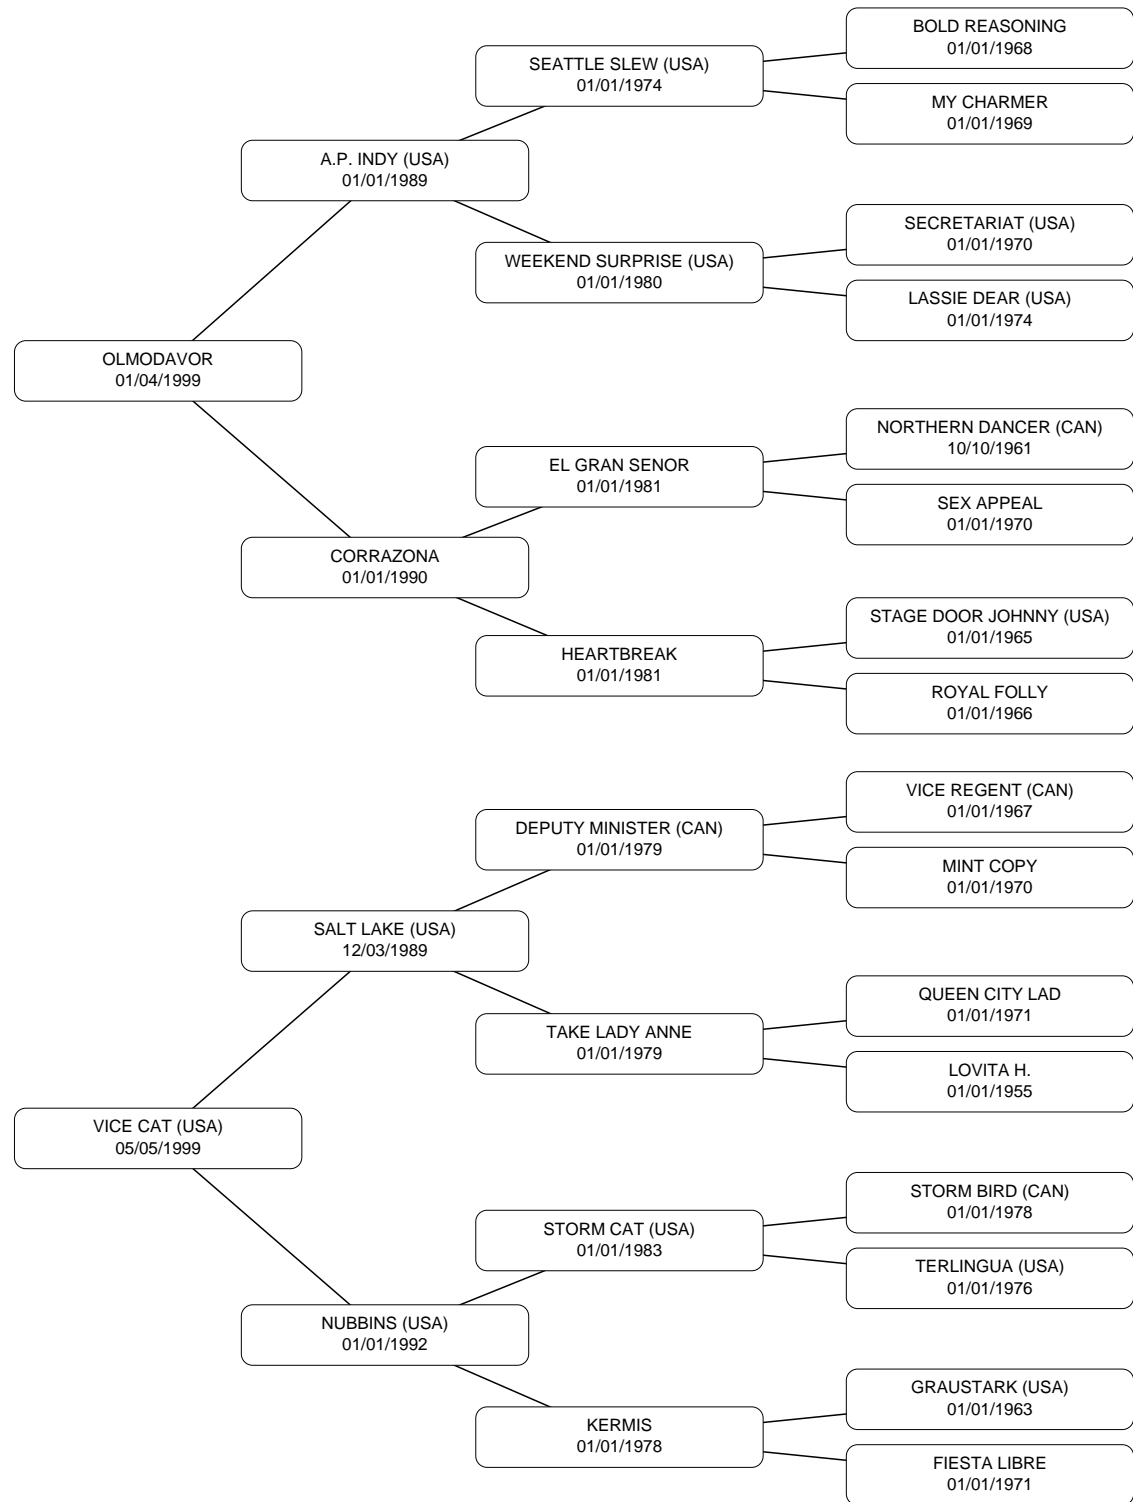 BOLD REASONING
01/01/1968
SEATTLE SLEW (USA)
01/01/1974
MY CHARMER
01/01/1969
A.P. INDY (USA)
01/01/1989
SECRETARIAT (USA)
01/01/1970
WEEKEND SURPRISE (USA)
01/01/1980
LASSIE DEAR (USA)
01/01/1974
OLMODAVOR
01/04/1999
NORTHERN DANCER (CAN)
10/10/1961
EL GRAN SENOR
01/01/1981
SEX APPEAL
01/01/1970
CORRAZONA
01/01/1990
STAGE DOOR JOHNNY (USA)
01/01/1965
HEARTBREAK
01/01/1981
ROYAL FOLLY
01/01/1966
VICE REGENT (CAN)
01/01/1967
DEPUTY MINISTER (CAN)
01/01/1979
MINT COPY
01/01/1970
SALT LAKE (USA)
12/03/1989
QUEEN CITY LAD
01/01/1971
TAKE LADY ANNE
01/01/1979
LOVITA H.
01/01/1955
VICE CAT (USA)
05/05/1999
STORM BIRD (CAN)
01/01/1978
STORM CAT (USA)
01/01/1983
TERLINGUA (USA)
01/01/1976
NUBBINS (USA)
01/01/1992
GRAUSTARK (USA)
01/01/1963
KERMIS
01/01/1978
FIESTA LIBRE
01/01/1971